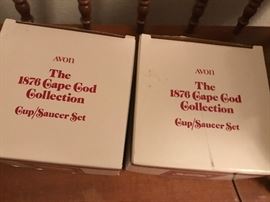 AVON
The
1876 Cape Cod
Collection
Cup/Saucer Set
AVON
The
1876 Cape Cod
Collection
Cup/Saucer Set